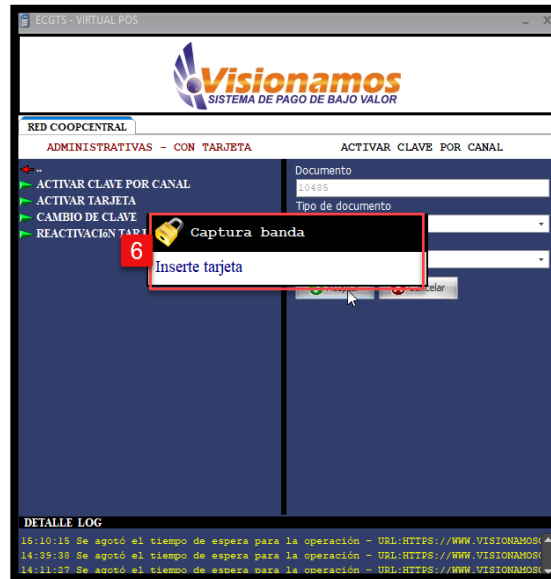 ECGTS - VIRTUAL POS
Visionamos
SISTEMA DE PAGO DE BAJO VALOR
RED COOPCENTRAL
ADMINISTRATIVAS - CON TARJETA
ACTIVAR CLAVE POR CANAL
..
ACTIVAR CLAVE POR CANAL
ACTIVAR TARJETA
CAMBIO DE CLAVE
REACTIVACIóN TARJ
Documento
10485
Tipo de documento
6
Captura banda
Inserte tarjeta
DETALLE LOG
15:10:15 Se agotó el tiempo de espera para la operación - URL:HTTPS://WWW.VISIONAMOS(
14:39:38 Se agotó el tiempo de espera para la operación - URL:HTTPS://WWW.VISIONAMOS(
14:11:27 Se agotó el tiempo de espera para la operación - URL:HTTPS://WWW.VISIONAMOS(